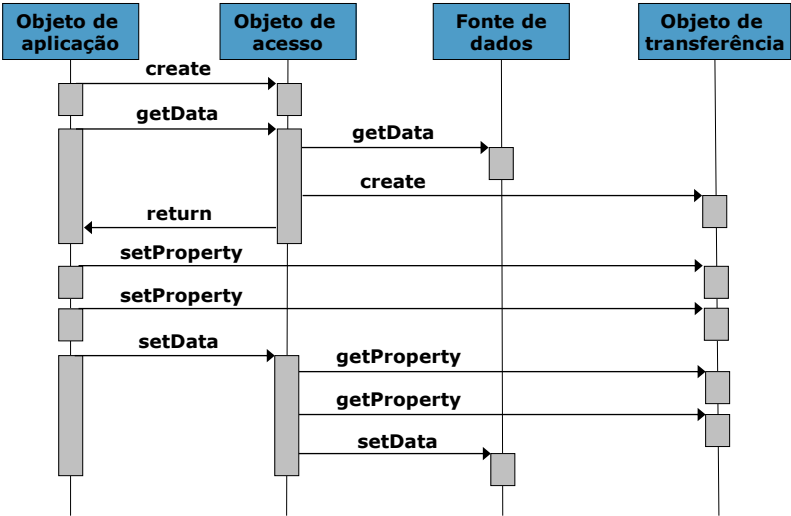 Objeto de
aplicação
Objeto de
acesso
Fonte de
dados
Objeto de
transferência
create
getData
getData
create
return
setProperty
setProperty
setData
getProperty
getProperty
setData